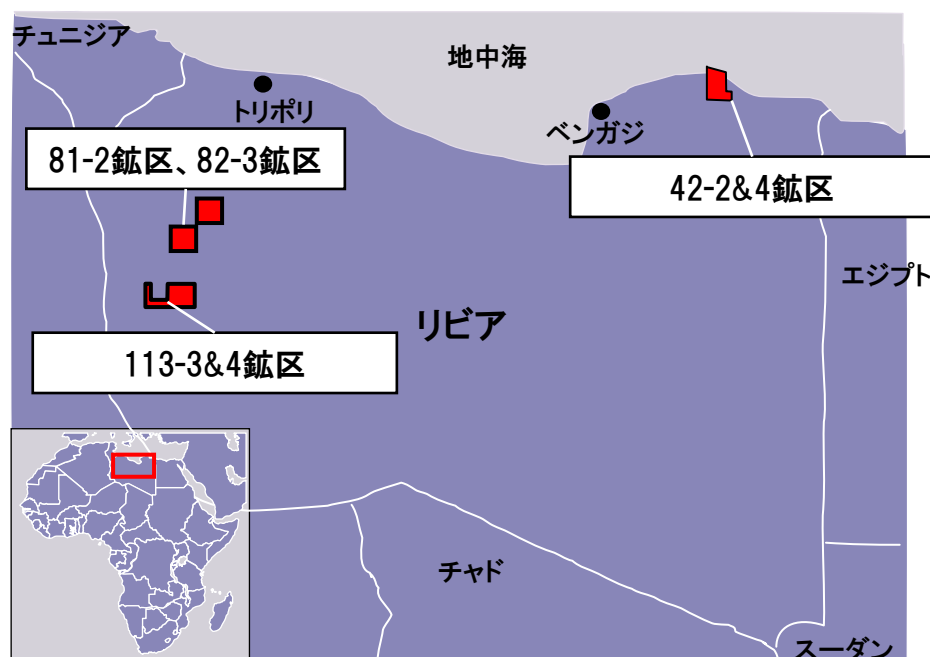 チュニジア
地中海
トリポリ
ベンガジ
81-2鉱区、82-3鉱区
42-2&4鉱区
エジプト
リビア
113-3&4鉱区
チャド
スーダン